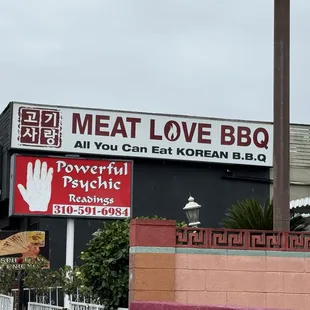 고기
사랑
MEAT LOVE BBQ
All You Can Eat KOREAN B.B.Q
Powerful
Psychic
Readings
310-591-6984